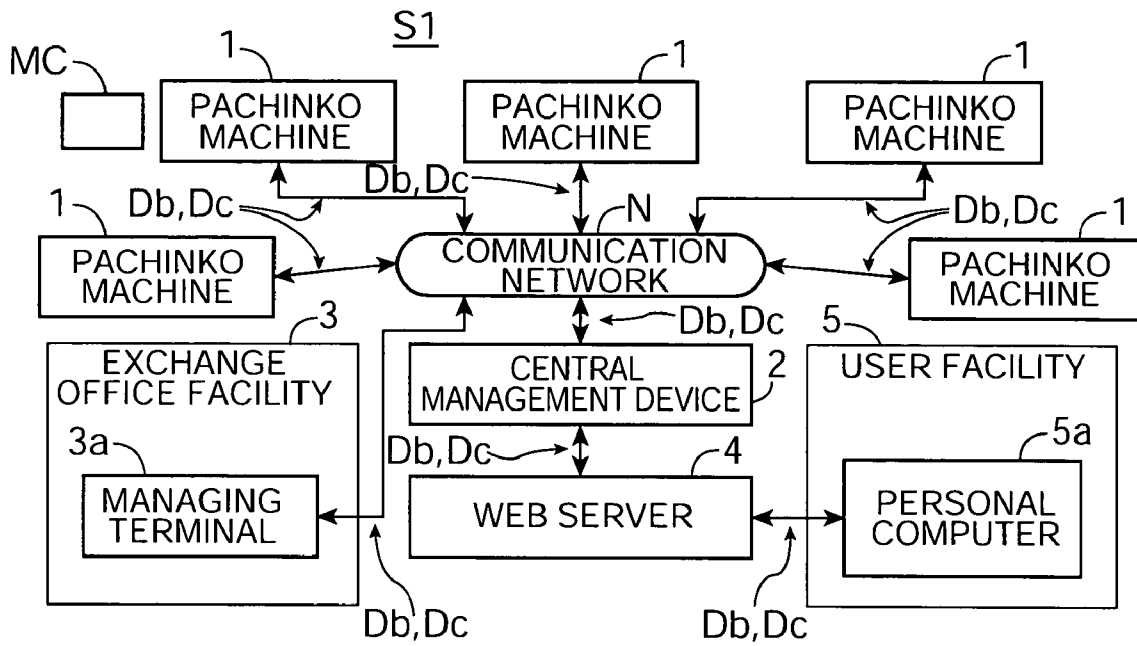 S1
MC
1
1
1
PACHINKO
MACHINE
PACHINKO
MACHINE
PACHINKO
MACHINE
Db,Dc
1
Db,Dc
N
Db,Dc
1
PACHINKO
MACHINE
COMMUNICATION
NETWORK
PACHINKO
MACHINE
3
Db,Dc
5
EXCHANGE
OFFICE FACILITY
CENTRAL
MANAGEMENT DEVICE
2
USER FACILITY
3a
Db,Dc
4
5a
MANAGING
TERMINAL
WEB SERVER
PERSONAL
COMPUTER
Db,Dc
Db,Dc